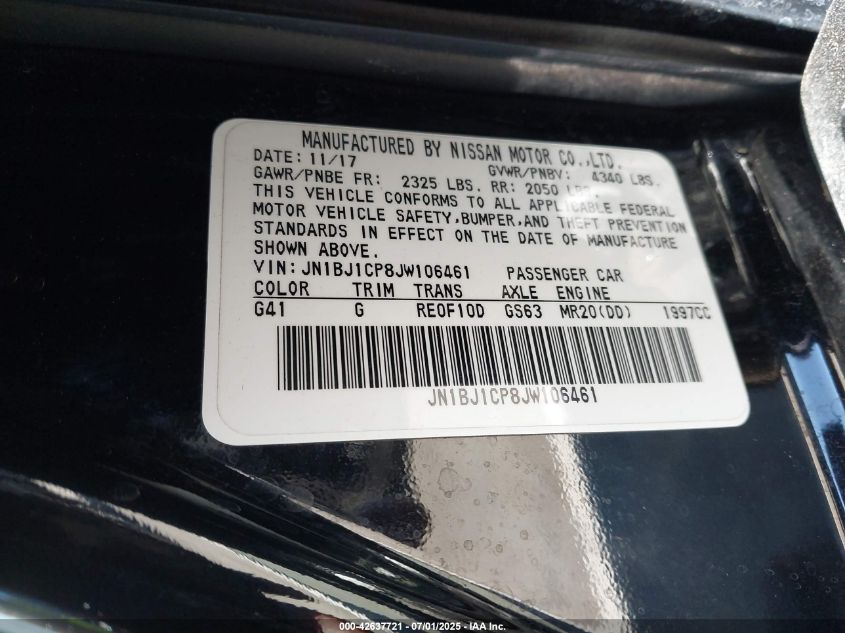 MANUFACTURED BY NISSAN MOTOR CO.,LTD.
DATE: 11/17 GVWR/PNBV: 4340 LBS.
GAWR/PNBE FR: 2325 LBS. RR: 2050 LBS.
THIS VEHICLE CONFORMS TO ALL APPLICABLE FEDERAL
MOTOR VEHICLE SAFETY,BUMPER,AND THEFT PREVENTION
STANDARDS IN EFFECT ON THE DATE OF MANUFACTURE
SHOWN ABOVE.
VIN: JN1BJ1CP8JW106461 PASSENGER CAR
COLOR TRIM TRANS AXLE ENGINE
G41 G RE0F10D GS63 MR20(DD) 1997CC
JN1BJ1CP8JW106461
000-42637721 - 07/01/2025 - IAA, Inc.